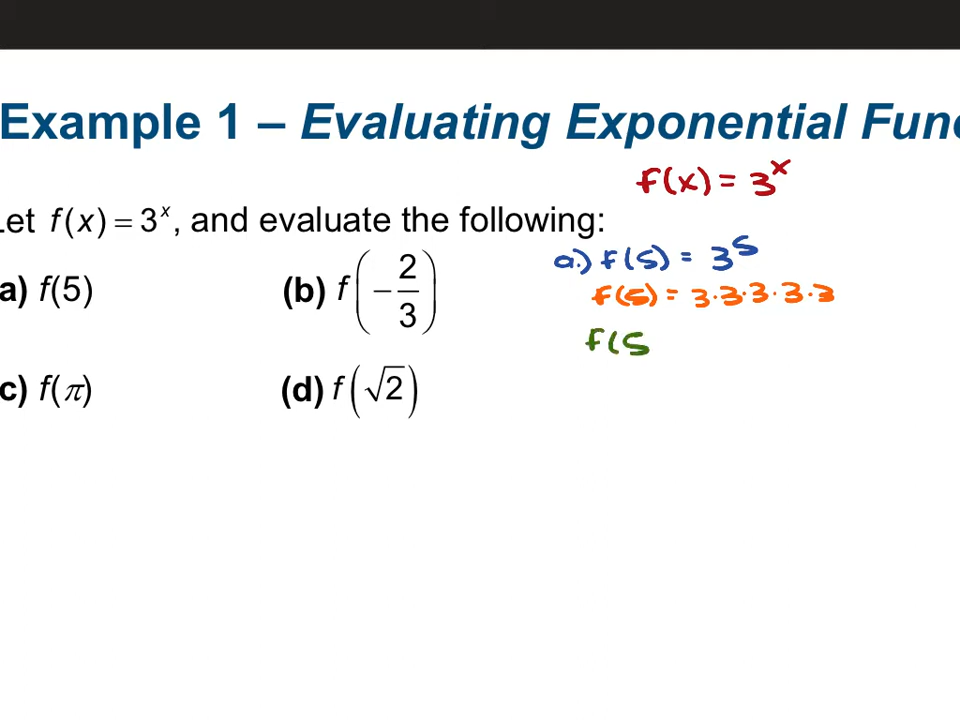 Example 1 – Evaluating Exponential Func
Let f(x) = 3^x, and evaluate the following:
a) f(5) (b) f(−2/3)
c) f(π) (d) f(√2)
f(x) = 3^x
a.) f(5) = 3^5
f(5) = 3·3·3·3·3
f(5